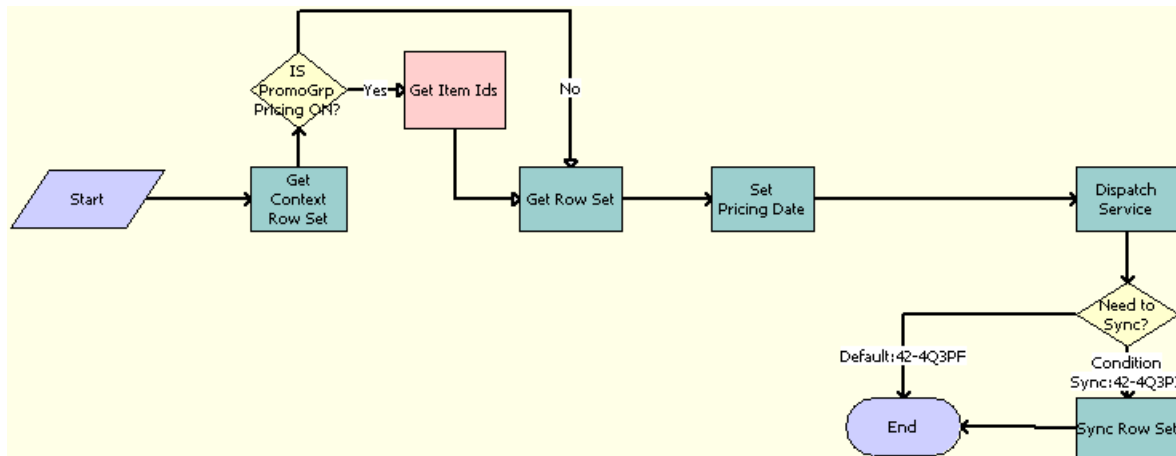 IS
PromoGrp
Pricing ON?
Yes
Get Item Ids
No
Start
Get
Context
Row Set
Get Row Set
Set
Pricing Date
Dispatch
Service
Need to
Sync?
Default:42-4Q3PF
Condition
End
Sync Row Set